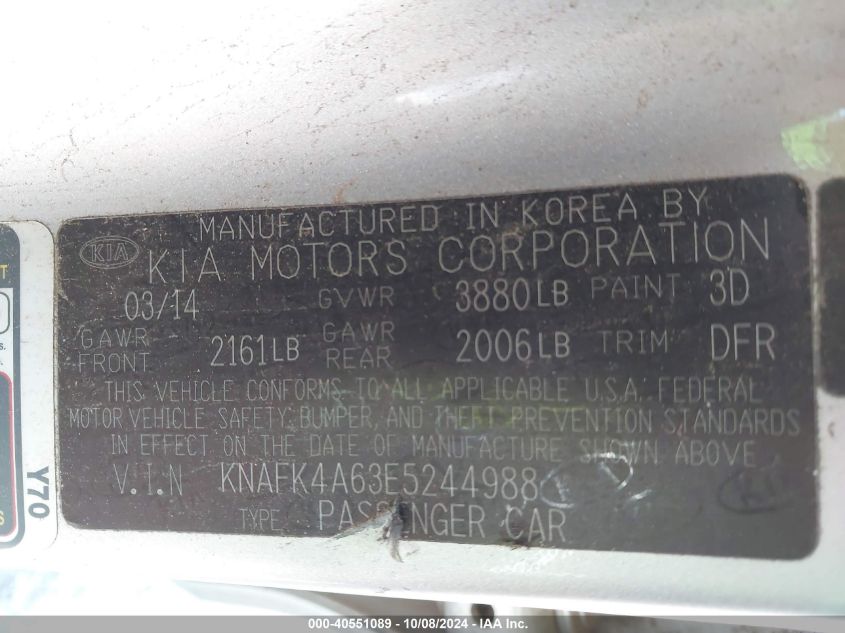 MANUFACTURED IN KOREA BY
KIA KIA MOTORS CORPORATION
03/14 GVWR 3880LB PAINT 3D
GAWR FRONT 2161LB GAWR REAR 2006LB TRIM DFR
THIS VEHICLE CONFORMS TO ALL APPLICABLE U.S.A. FEDERAL
MOTOR VEHICLE SAFETY, BUMPER, AND THEFT PREVENTION STANDARDS
IN EFFECT ON THE DATE OF MANUFACTURE SHOWN ABOVE
V.I.N KNAFK4A63E5244988
TYPE PASSENGER CAR
Y70
000-40551089 - 10/08/2024 - IAA Inc.